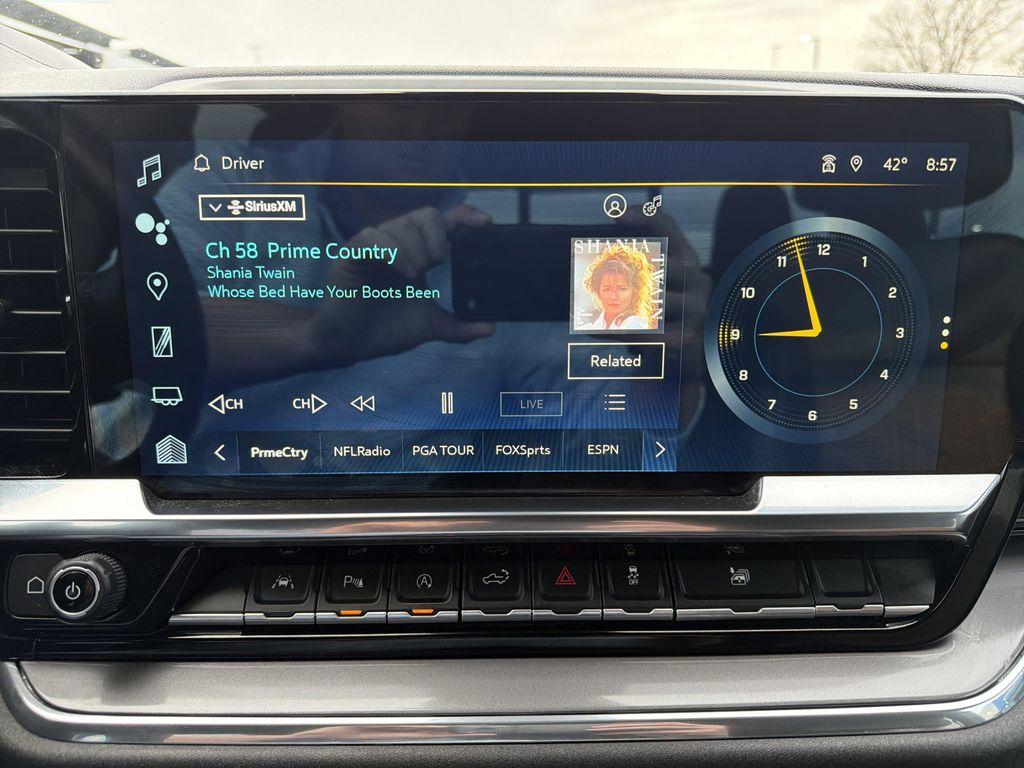 Driver
42° 8:57
SiriusXM
Ch 58 Prime Country
Shania Twain
Whose Bed Have Your Boots Been
SHANIA
TWAIN
Related
CH
CH
LIVE
PrmeCtry
NFLRadio
PGA TOUR
FOXSprts
ESPN
12
1
2
3
4
5
6
7
8
9
10
11
P
A
OFF